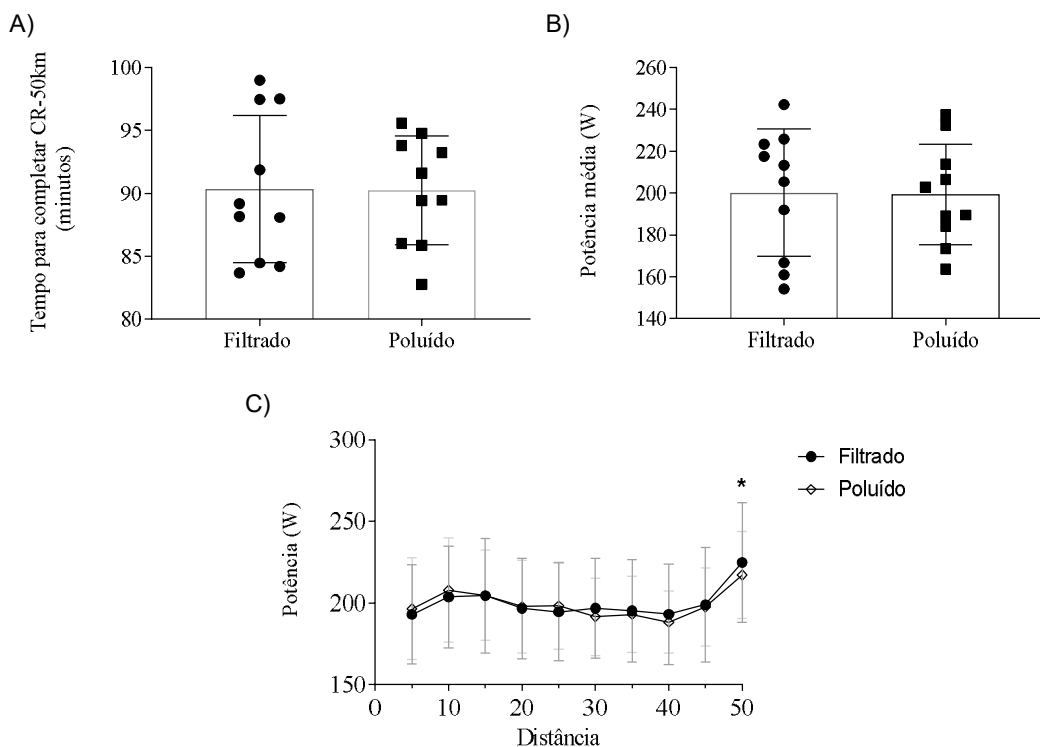 A)
Tempo para completar CR-50km
(minutos)
100
95
90
85
80
Filtrado
Poluído
B)
Potência média (W)
260
240
220
200
180
160
140
Filtrado
Poluído
C)
Potência (W)
300
250
200
150
0
10
20
30
40
50
Distância
*
Filtrado
Poluído